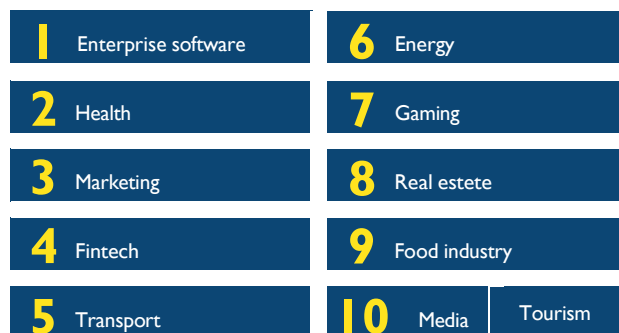 1 Enterprise software
2 Health
3 Marketing
4 Fintech
5 Transport
6 Energy
7 Gaming
8 Real estete
9 Food industry
10 Media Tourism